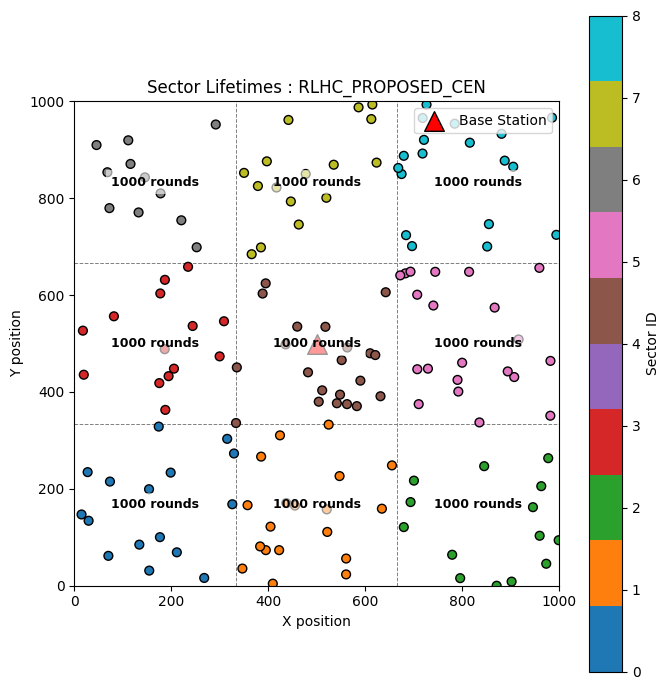 Sector Lifetimes : RLHC_PROPOSED_CEN
Base Station
1000 rounds 1000 rounds 1000 rounds
1000 rounds 1000 rounds 1000 rounds
1000 rounds 1000 rounds 1000 rounds
1000
800
600
400
200
0
Y position
0 200 400 600 800 1000
X position
8
7
6
5
4
3
2
1
0
Sector ID